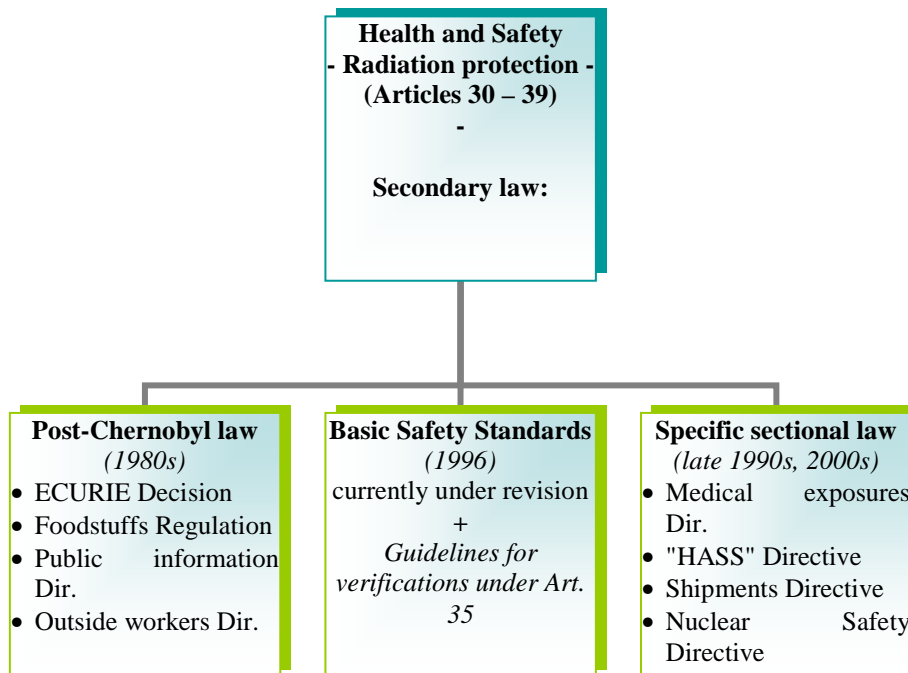 Health and Safety
- Radiation protection -
(Articles 30 – 39)
-
Secondary law:
Post-Chernobyl law
(1980s)
• ECURIE Decision
• Foodstuffs Regulation
• Public information
Dir.
• Outside workers Dir.
Basic Safety Standards
(1996)
currently under revision
+
Guidelines for
verifications under Art.
35
Specific sectional law
(late 1990s, 2000s)
• Medical exposures
Dir.
• "HASS" Directive
• Shipments Directive
• Nuclear Safety
Directive